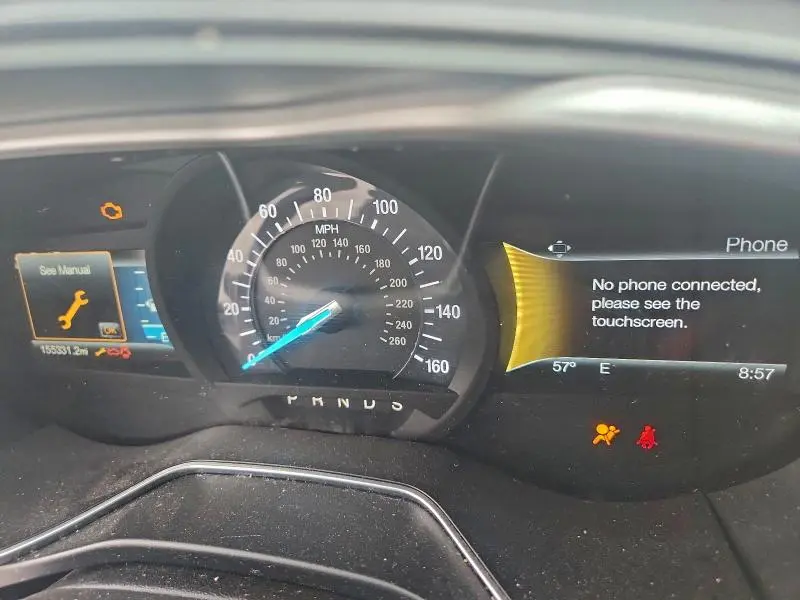 See Manual
OK
155331.2mi
0
20
40
60
80
100
120
140
160
MPH
20
40
60
80
100
120
140
160
180
200
220
240
260
P R N D S
Phone
No phone connected,
please see the
touchscreen.
57° E 8:57